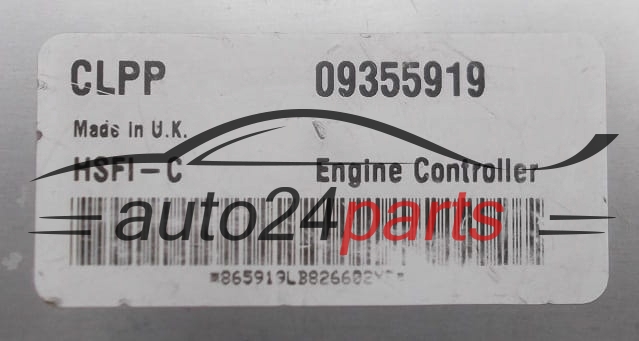 CLPP 09355919
Made In U.K.
HSFI-C Engine Controller
auto24parts